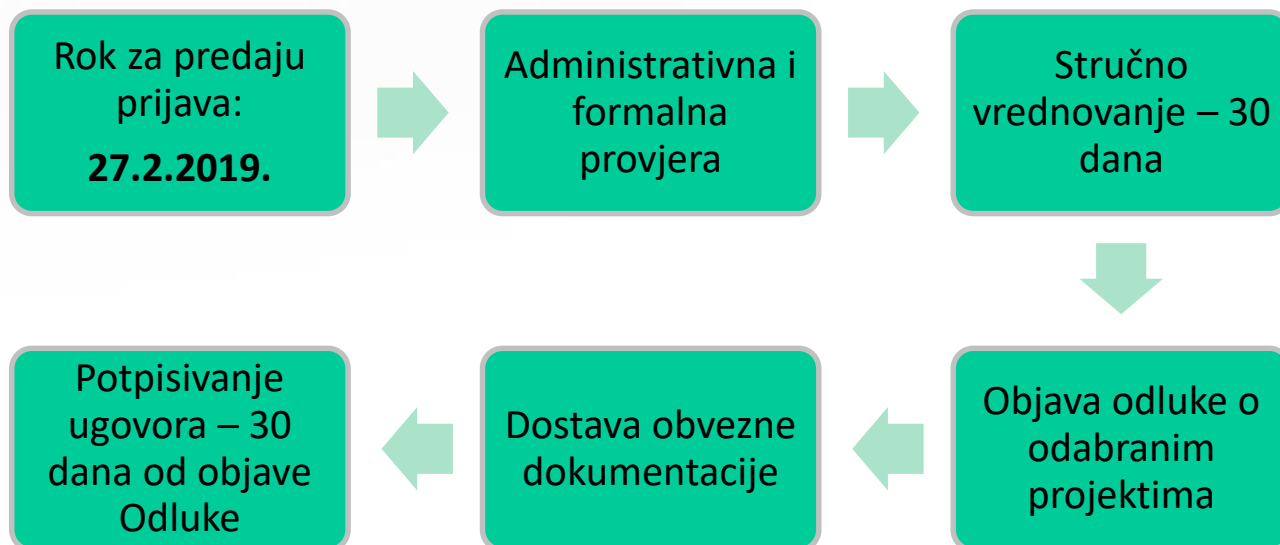 Rok za predaju
prijava:
27.2.2019.
Administrativna i
formalna
provjera
Stručno
vrednovanje – 30
dana
Objava odluke o
odabranim
projektima
Dostava obvezne
dokumentacije
Potpisivanje
ugovora – 30
dana od objave
Odluke